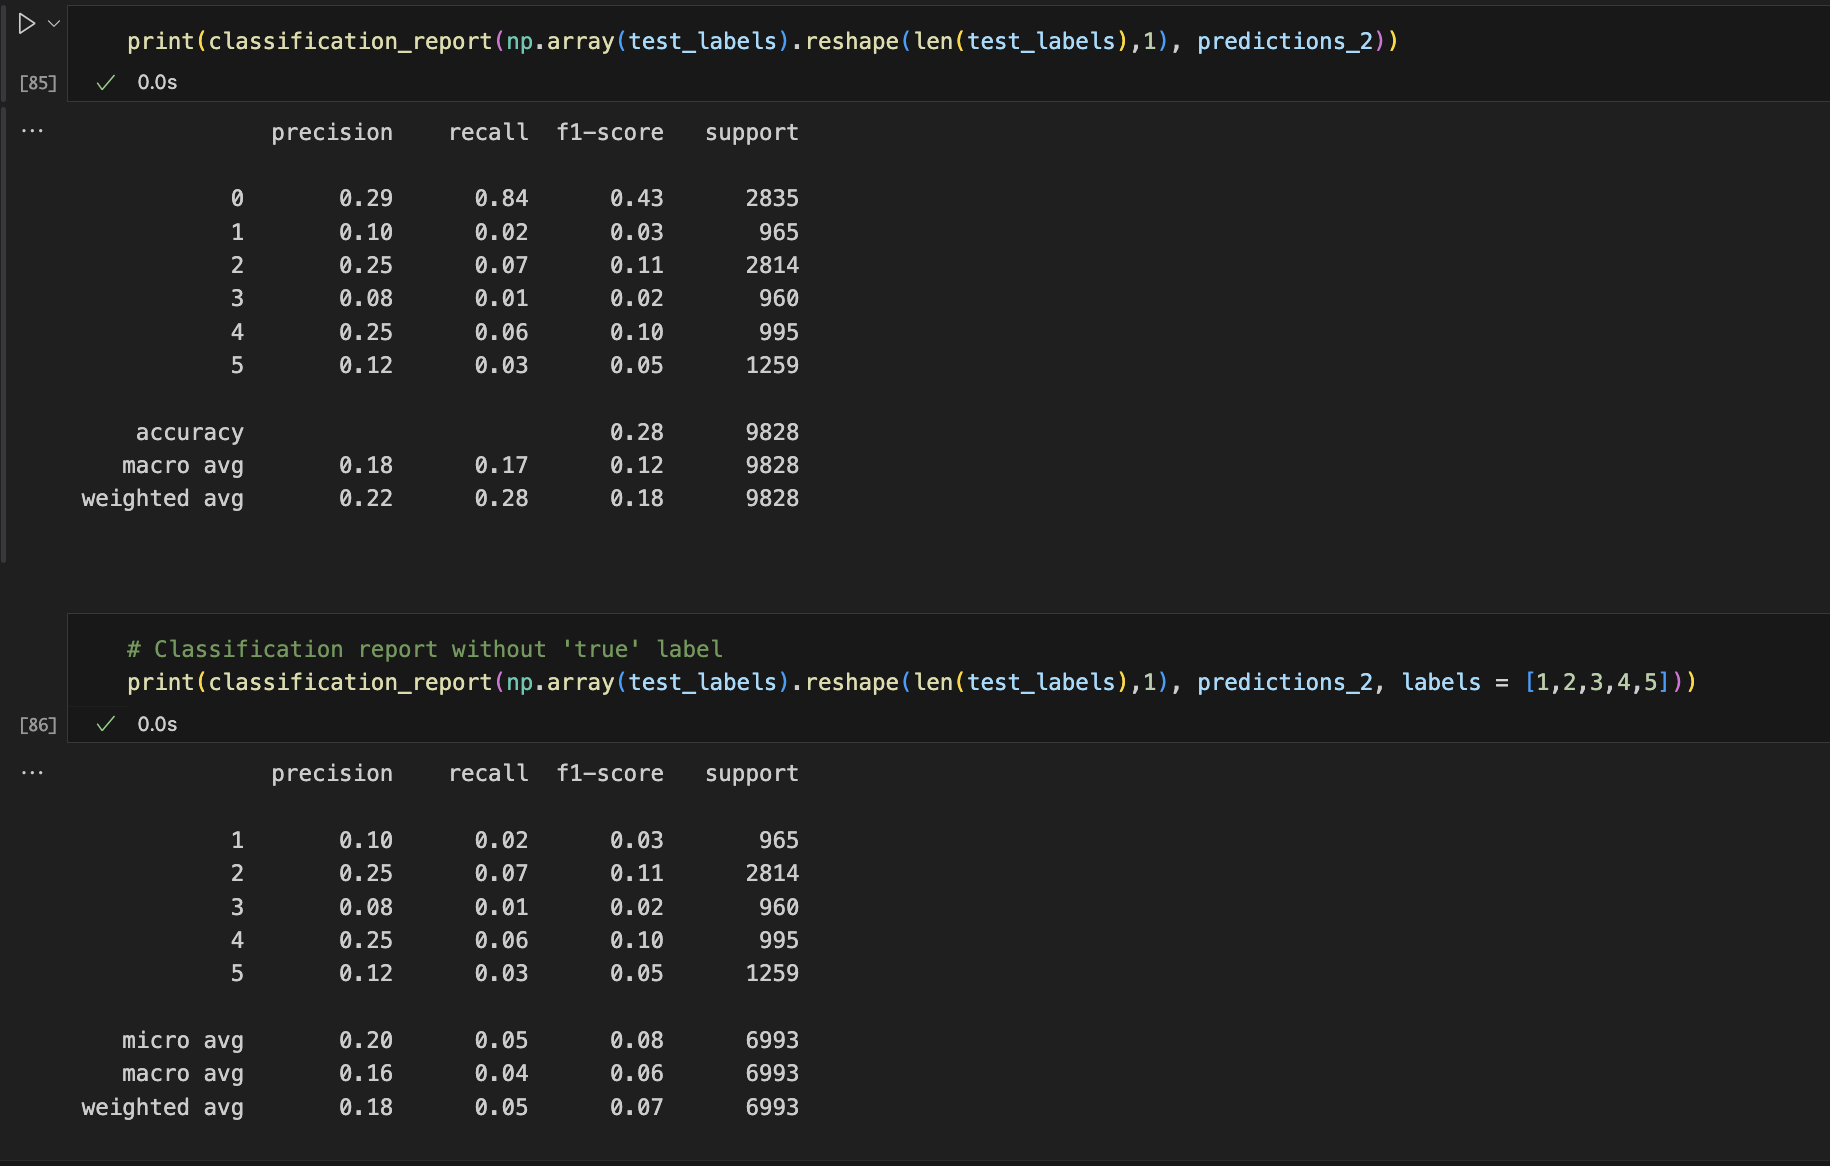 print(classification_report(np.array(test_labels).reshape(len(test_labels),1), predictions_2))
[85] 0.0s
... precision recall f1-score support
0 0.29 0.84 0.43 2835
1 0.10 0.02 0.03 965
2 0.25 0.07 0.11 2814
3 0.08 0.01 0.02 960
4 0.25 0.06 0.10 995
5 0.12 0.03 0.05 1259
accuracy 0.28 9828
macro avg 0.18 0.17 0.12 9828
weighted avg 0.22 0.28 0.18 9828
# Classification report without 'true' label
print(classification_report(np.array(test_labels).reshape(len(test_labels),1), predictions_2, labels = [1,2,3,4,5]))
[86] 0.0s
... precision recall f1-score support
1 0.10 0.02 0.03 965
2 0.25 0.07 0.11 2814
3 0.08 0.01 0.02 960
4 0.25 0.06 0.10 995
5 0.12 0.03 0.05 1259
micro avg 0.20 0.05 0.08 6993
macro avg 0.16 0.04 0.06 6993
weighted avg 0.18 0.05 0.07 6993